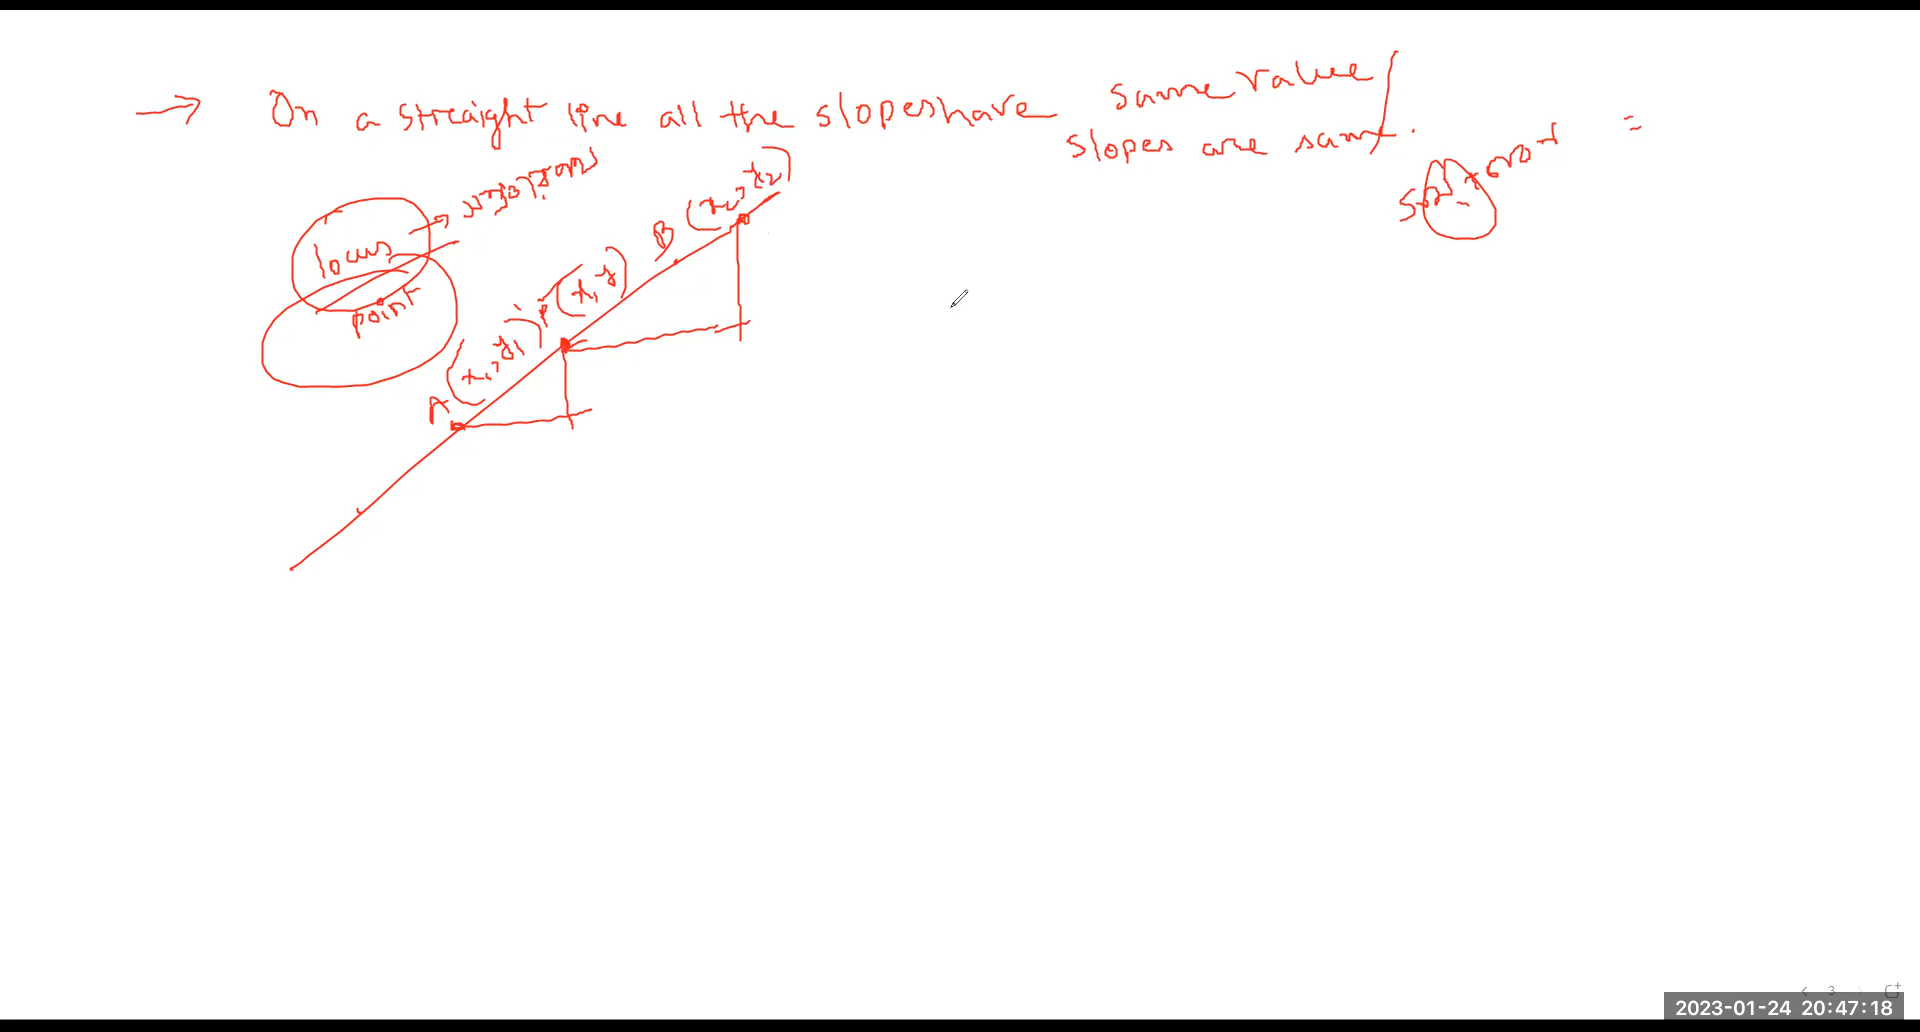 → On a straight line all the slopes have same value /
slopes are same.
=
locus →
point
B (x₂,
P (x, y)
A (x₁, y₁)
3
2023-01-24 20:47:18